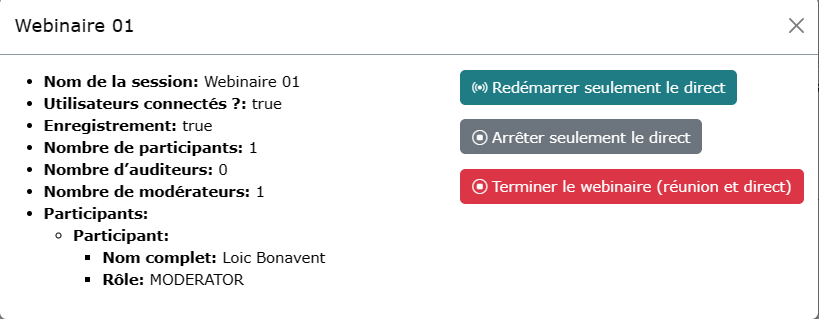 Webinaire 01
Nom de la session: Webinaire 01
Utilisateurs connectés ?: true
Enregistrement: true
Nombre de participants: 1
Nombre d’auditeurs: 0
Nombre de modérateurs: 1
Participants:
Participant:
Nom complet: Loic Bonavent
Rôle: MODERATOR
Redémarrer seulement le direct
Arrêter seulement le direct
Terminer le webinaire (réunion et direct)